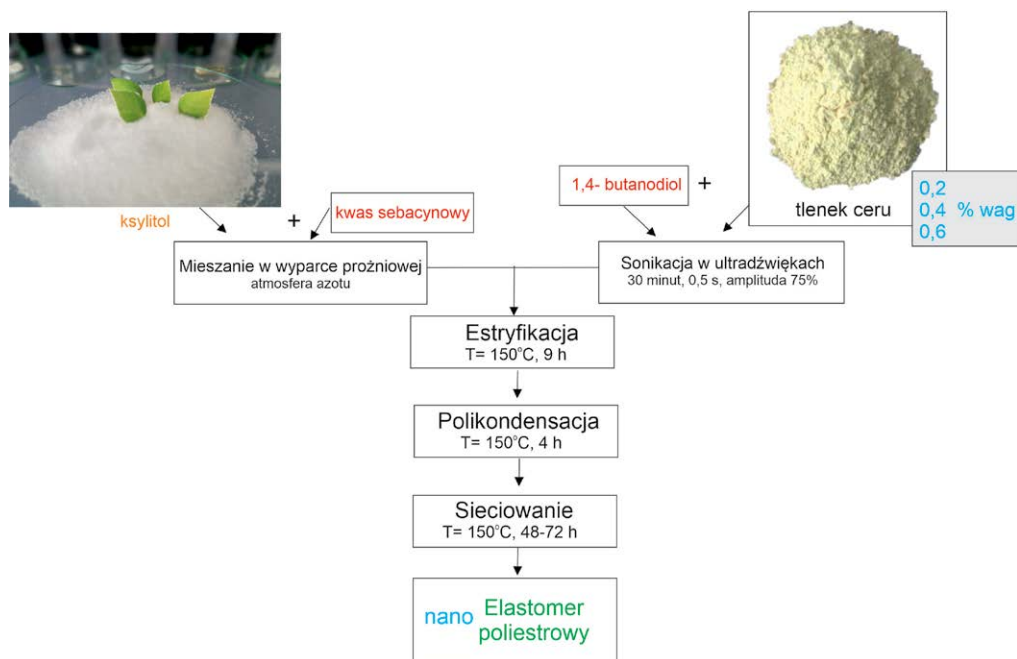 ksylitol
+
kwas sebacynowy
1,4- butanodiol
+
tlenek ceru
0,2
0,4 % wag
0,6
Mieszanie w wyparce prożniowej
atmosfera azotu
Sonikacja w ultradźwiękach
30 minut, 0,5 s, amplituda 75%
Estryfikacja
T= 150°C, 9 h
Polikondensacja
T= 150°C, 4 h
Sieciowanie
T= 150°C, 48-72 h
nano Elastomer
poliestrowy